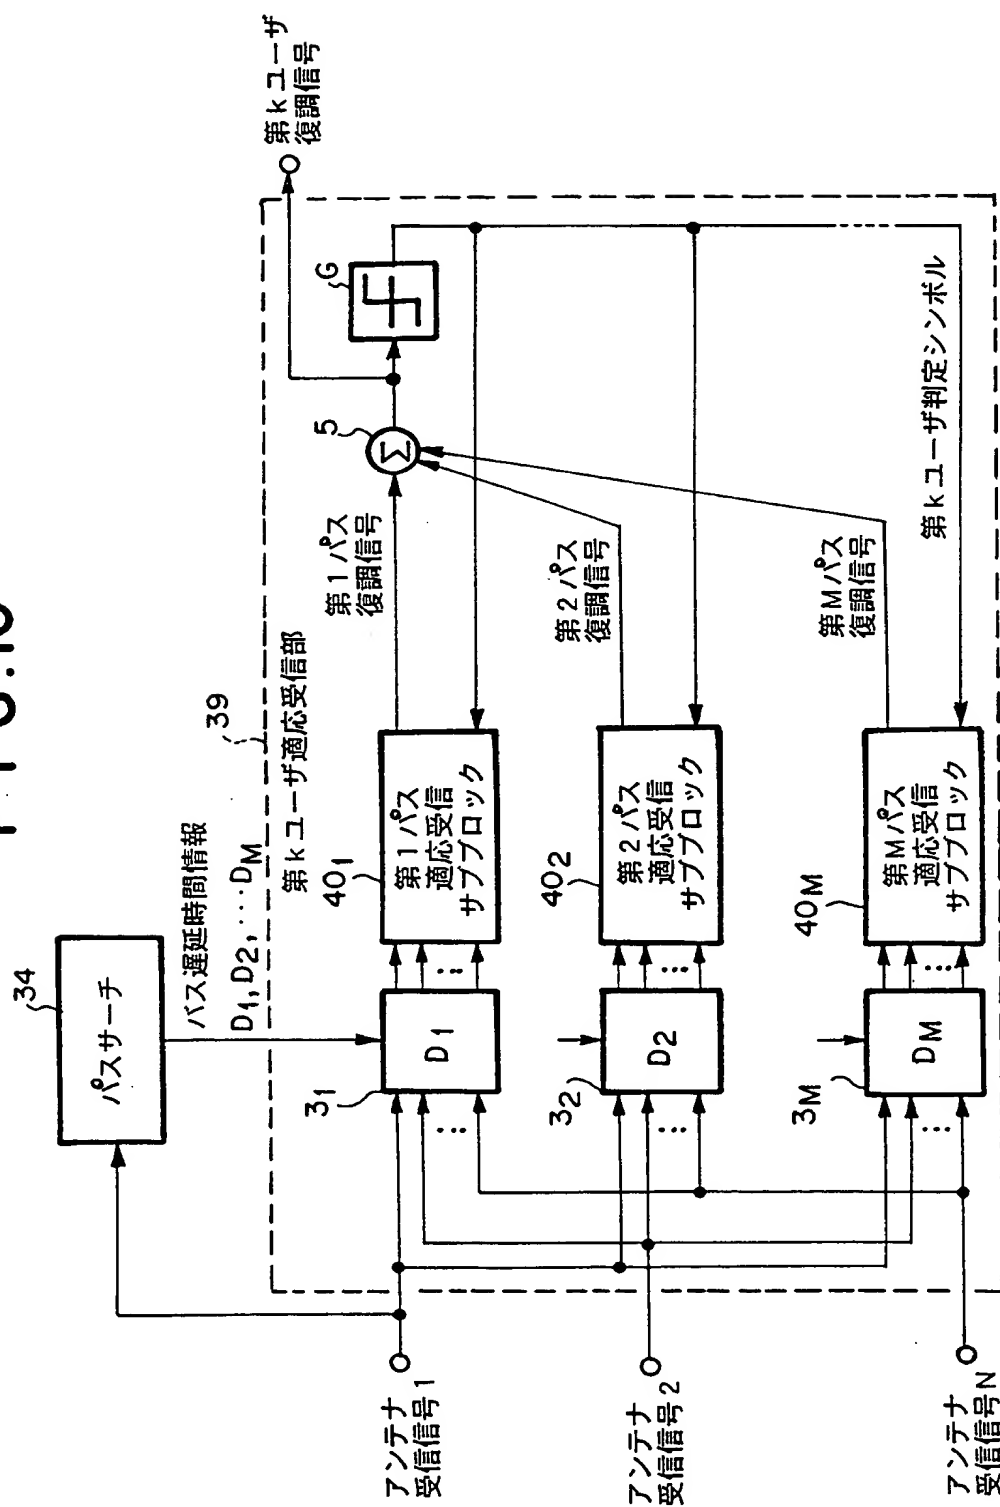 34
パスサーチ
バス遅延時間情報
D1, D2, ・・・DM
39
第kユーザ適応受信部
第kユーザ
復調信号
アンテナ
受信信号1
アンテナ
受信信号2
アンテナ
受信信号N
31
D1
401
第1パス
適応受信
サブブロック
第1パス
復調信号
5
Σ
6
32
D2
402
第2パス
適応受信
サブブロック
第2パス
復調信号
3M
DM
40M
第Mパス
適応受信
サブブロック
第Mパス
復調信号
第kユーザ判定シンボル